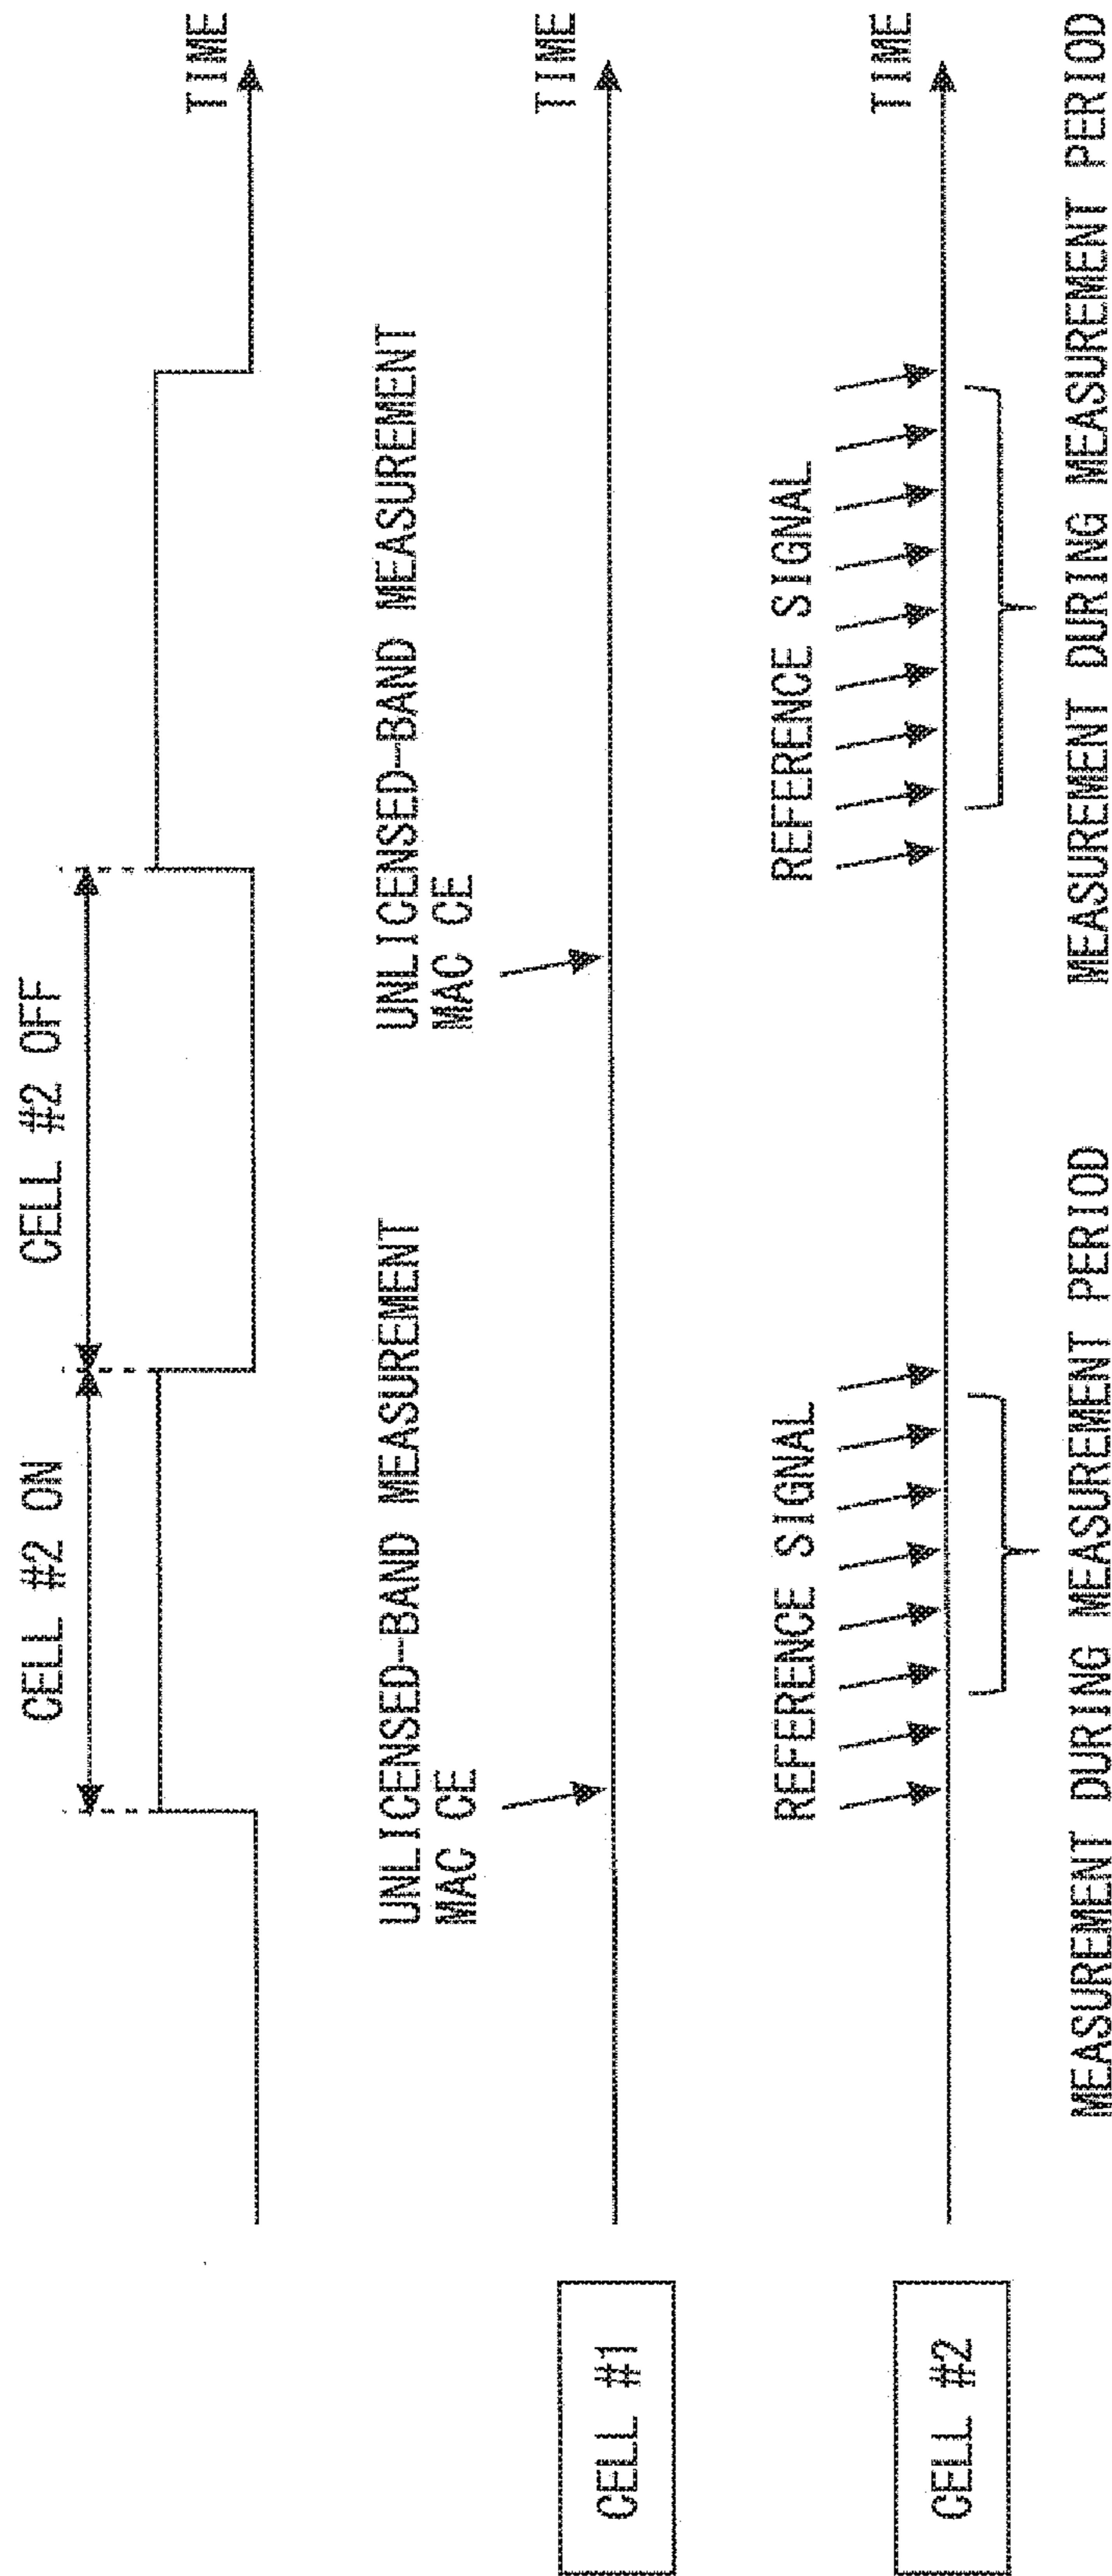 CELL #2 ON
CELL #2 OFF
TIME
UNLICENSED-BAND MEASUREMENT
MAC CE
UNLICENSED-BAND MEASUREMENT
MAC CE
TIME
CELL #1
REFERENCE SIGNAL
REFERENCE SIGNAL
TIME
CELL #2
MEASUREMENT DURING MEASUREMENT PERIOD
MEASUREMENT DURING MEASUREMENT PERIOD